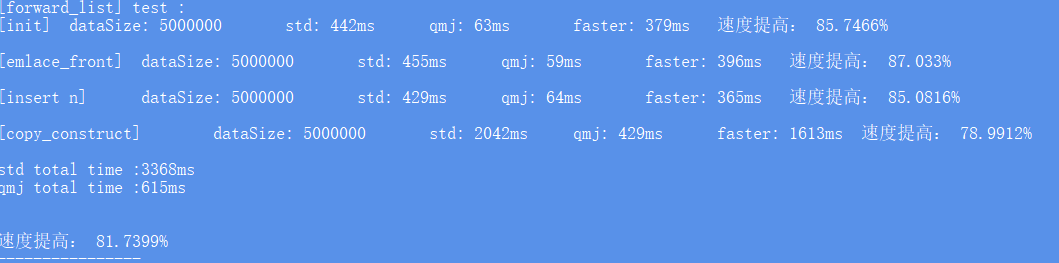 [forward_list] test :
[init] dataSize: 5000000 std: 442ms qmj: 63ms faster: 379ms 速度提高: 85.7466%
[emlace_front] dataSize: 5000000 std: 455ms qmj: 59ms faster: 396ms 速度提高: 87.033%
[insert n] dataSize: 5000000 std: 429ms qmj: 64ms faster: 365ms 速度提高: 85.0816%
[copy_construct] dataSize: 5000000 std: 2042ms qmj: 429ms faster: 1613ms 速度提高: 78.9912%
std total time :3368ms
qmj total time :615ms
速度提高: 81.7399%
----------------